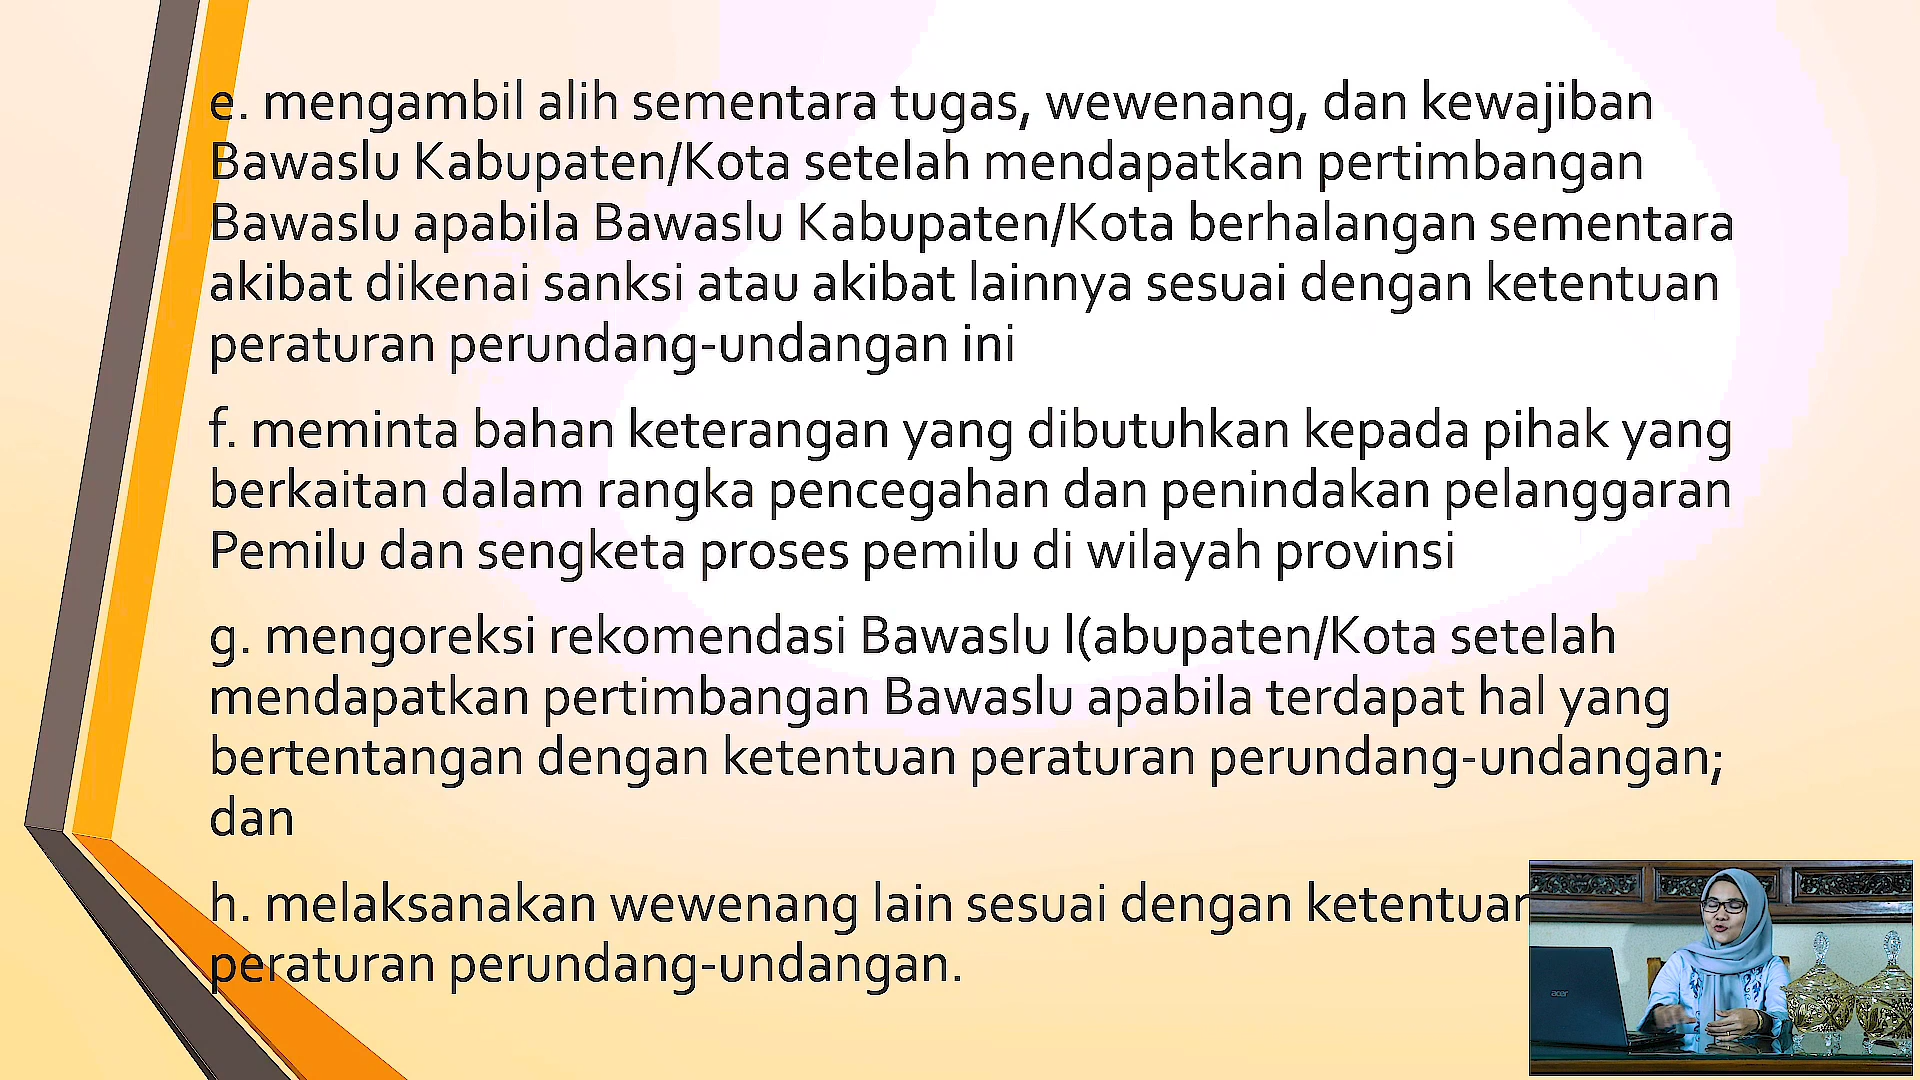 e. mengambil alih sementara tugas, wewenang, dan kewajiban
Bawaslu Kabupaten/Kota setelah mendapatkan pertimbangan
Bawaslu apabila Bawaslu Kabupaten/Kota berhalangan sementara
akibat dikenai sanksi atau akibat lainnya sesuai dengan ketentuan
peraturan perundang-undangan ini
f. meminta bahan keterangan yang dibutuhkan kepada pihak yang
berkaitan dalam rangka pencegahan dan penindakan pelanggaran
Pemilu dan sengketa proses pemilu di wilayah provinsi
g. mengoreksi rekomendasi Bawaslu l(abupaten/Kota setelah
mendapatkan pertimbangan Bawaslu apabila terdapat hal yang
bertentangan dengan ketentuan peraturan perundang-undangan;
dan
h. melaksanakan wewenang lain sesuai dengan ketentuan
peraturan perundang-undangan.
acer